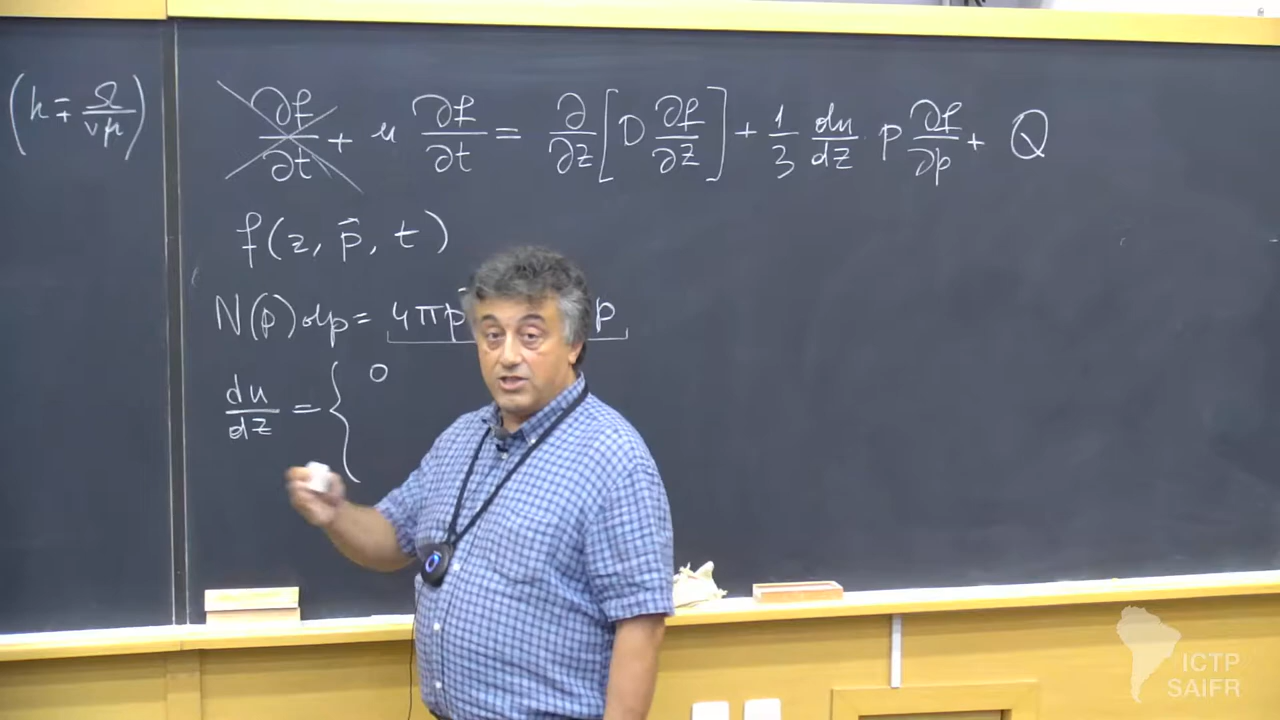 (k ∓ Ω/vμ)
∂f/∂t + u ∂f/∂t = ∂/∂z [D ∂f/∂z] + 1/3 du/dz · p ∂f/∂p + Q
f(z, p⃗, t)
N(p)dp = 4πp p
du/dz = { 0
ICTP
SAIFR